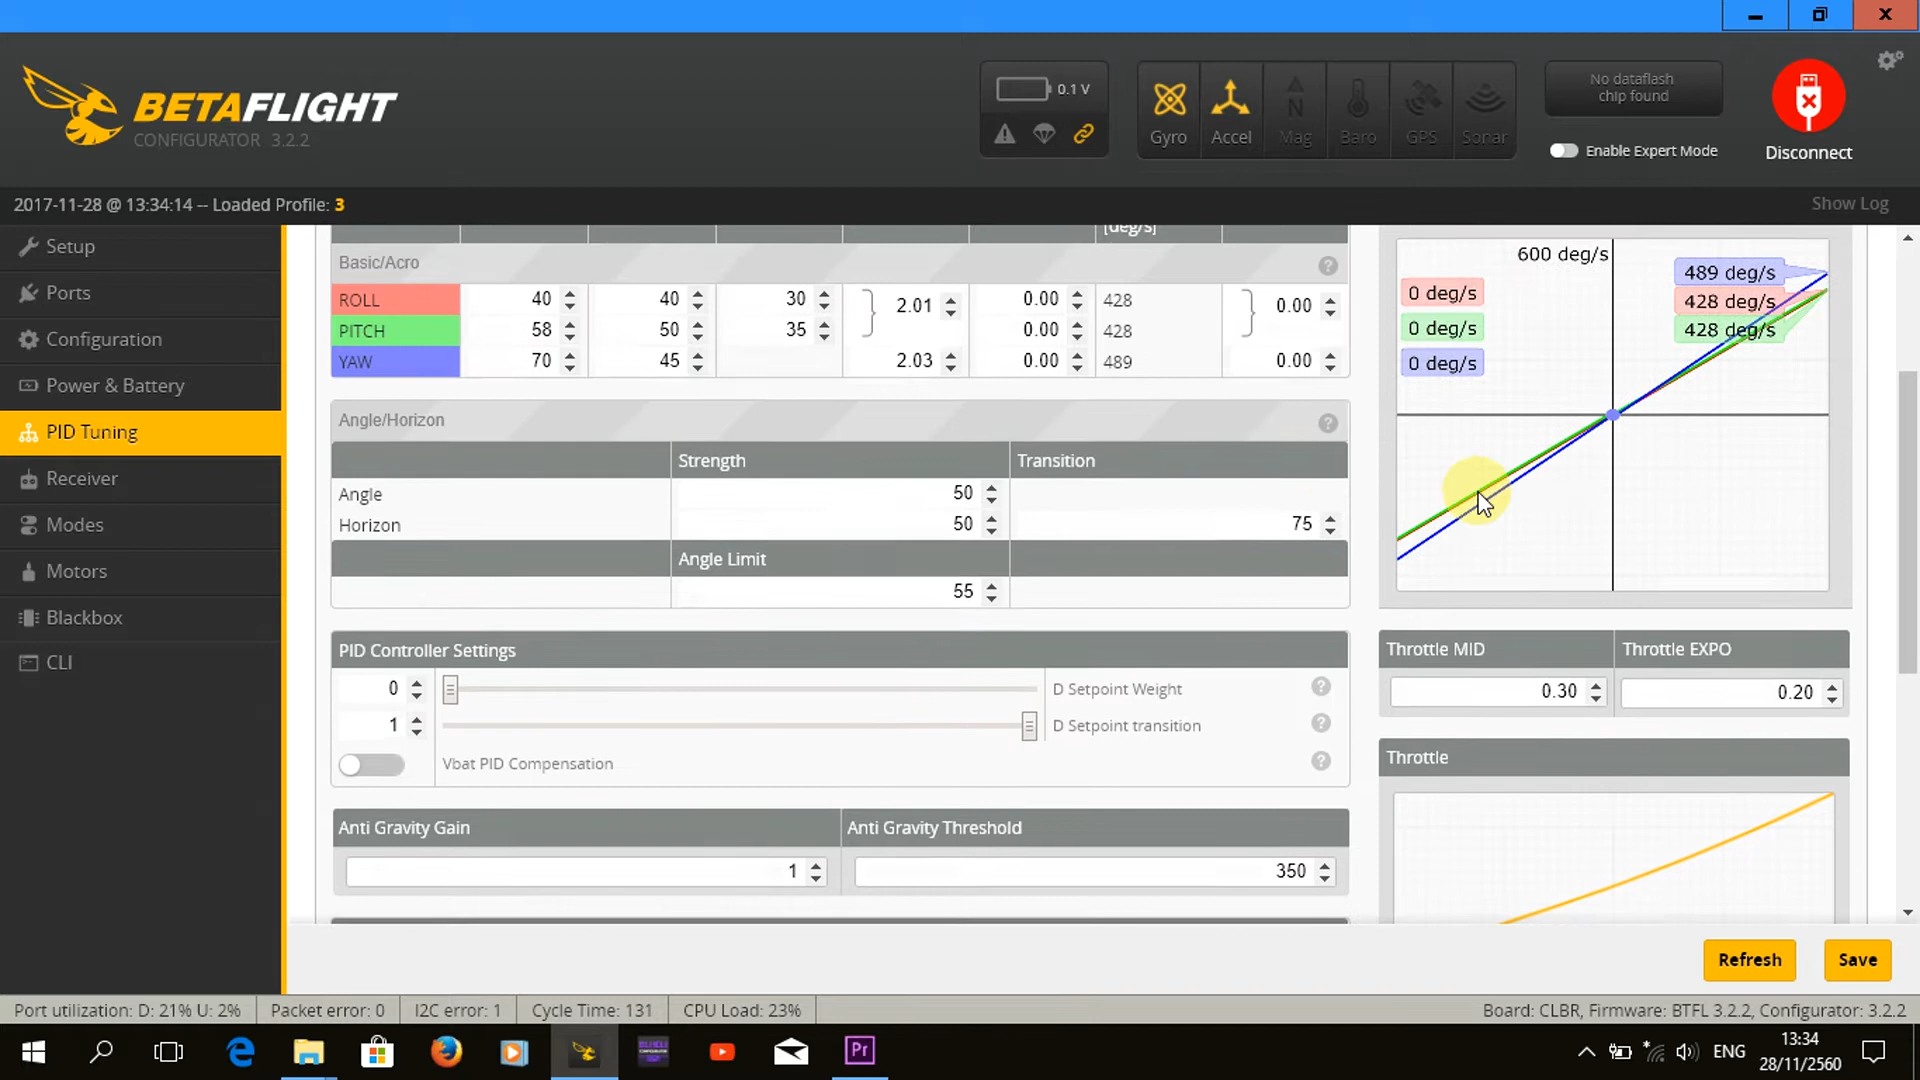 BETAFLIGHT
CONFIGURATOR 3.2.2
0.1 V
Gyro
Accel
Mag
Baro
GPS
Sonar
No dataflash
chip found
Enable Expert Mode
Disconnect
2017-11-28 @ 13:34:14 -- Loaded Profile: 3
Show Log
Setup
Ports
Configuration
Power & Battery
PID Tuning
Receiver
Modes
Motors
Blackbox
CLI
[deg/s]
Basic/Acro
ROLL 40 40 30 2.01 0.00 428 0.00
PITCH 58 50 35 0.00 428
YAW 70 45 2.03 0.00 489 0.00
Angle/Horizon
Strength Transition
Angle 50
Horizon 50 75
Angle Limit
55
PID Controller Settings
0 D Setpoint Weight
1 D Setpoint transition
Vbat PID Compensation
Anti Gravity Gain Anti Gravity Threshold
1 350
600 deg/s
489 deg/s
428 deg/s
428 deg/s
0 deg/s
0 deg/s
0 deg/s
Throttle MID Throttle EXPO
0.30 0.20
Throttle
Refresh Save
Port utilization: D: 21% U: 2% Packet error: 0 I2C error: 1 Cycle Time: 131 CPU Load: 23% Board: CLBR, Firmware: BTFL 3.2.2, Configurator: 3.2.2
Pr
ENG
13:34
28/11/2560